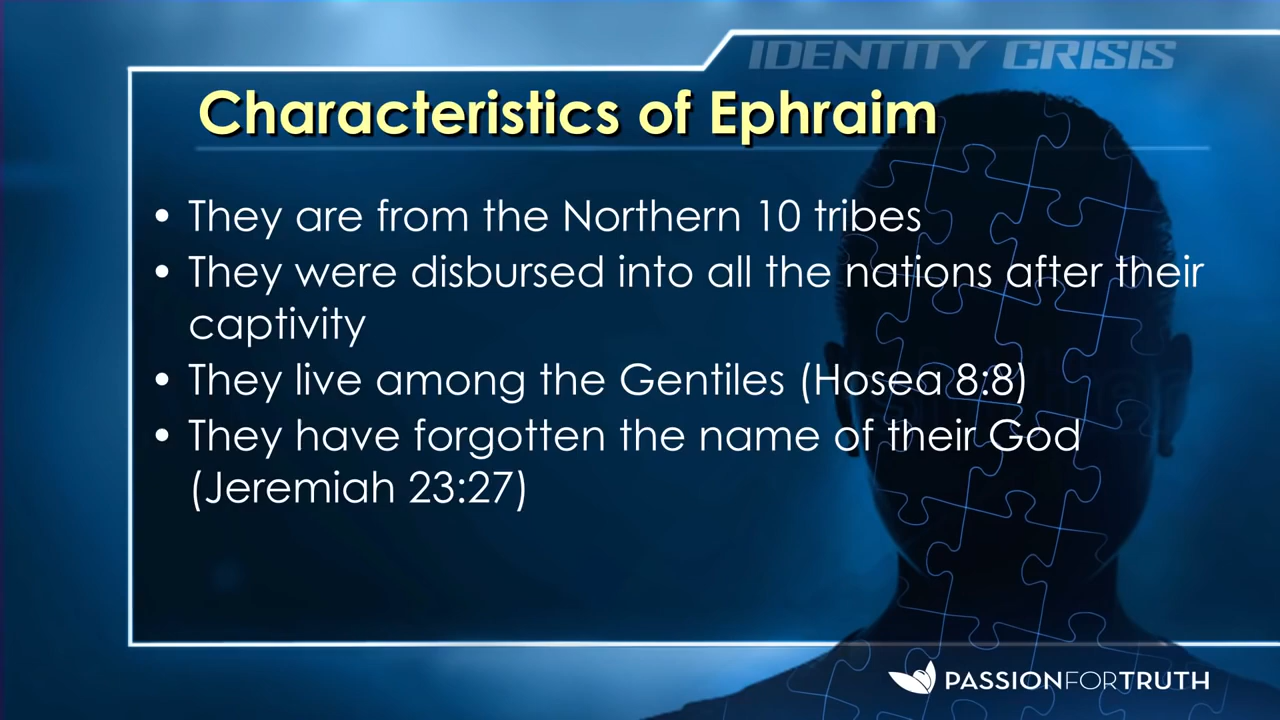 IDENTITY CRISIS
Characteristics of Ephraim
• They are from the Northern 10 tribes
• They were disbursed into all the nations after their
captivity
• They live among the Gentiles (Hosea 8:8)
• They have forgotten the name of their God
(Jeremiah 23:27)
PASSIONFORTRUTH